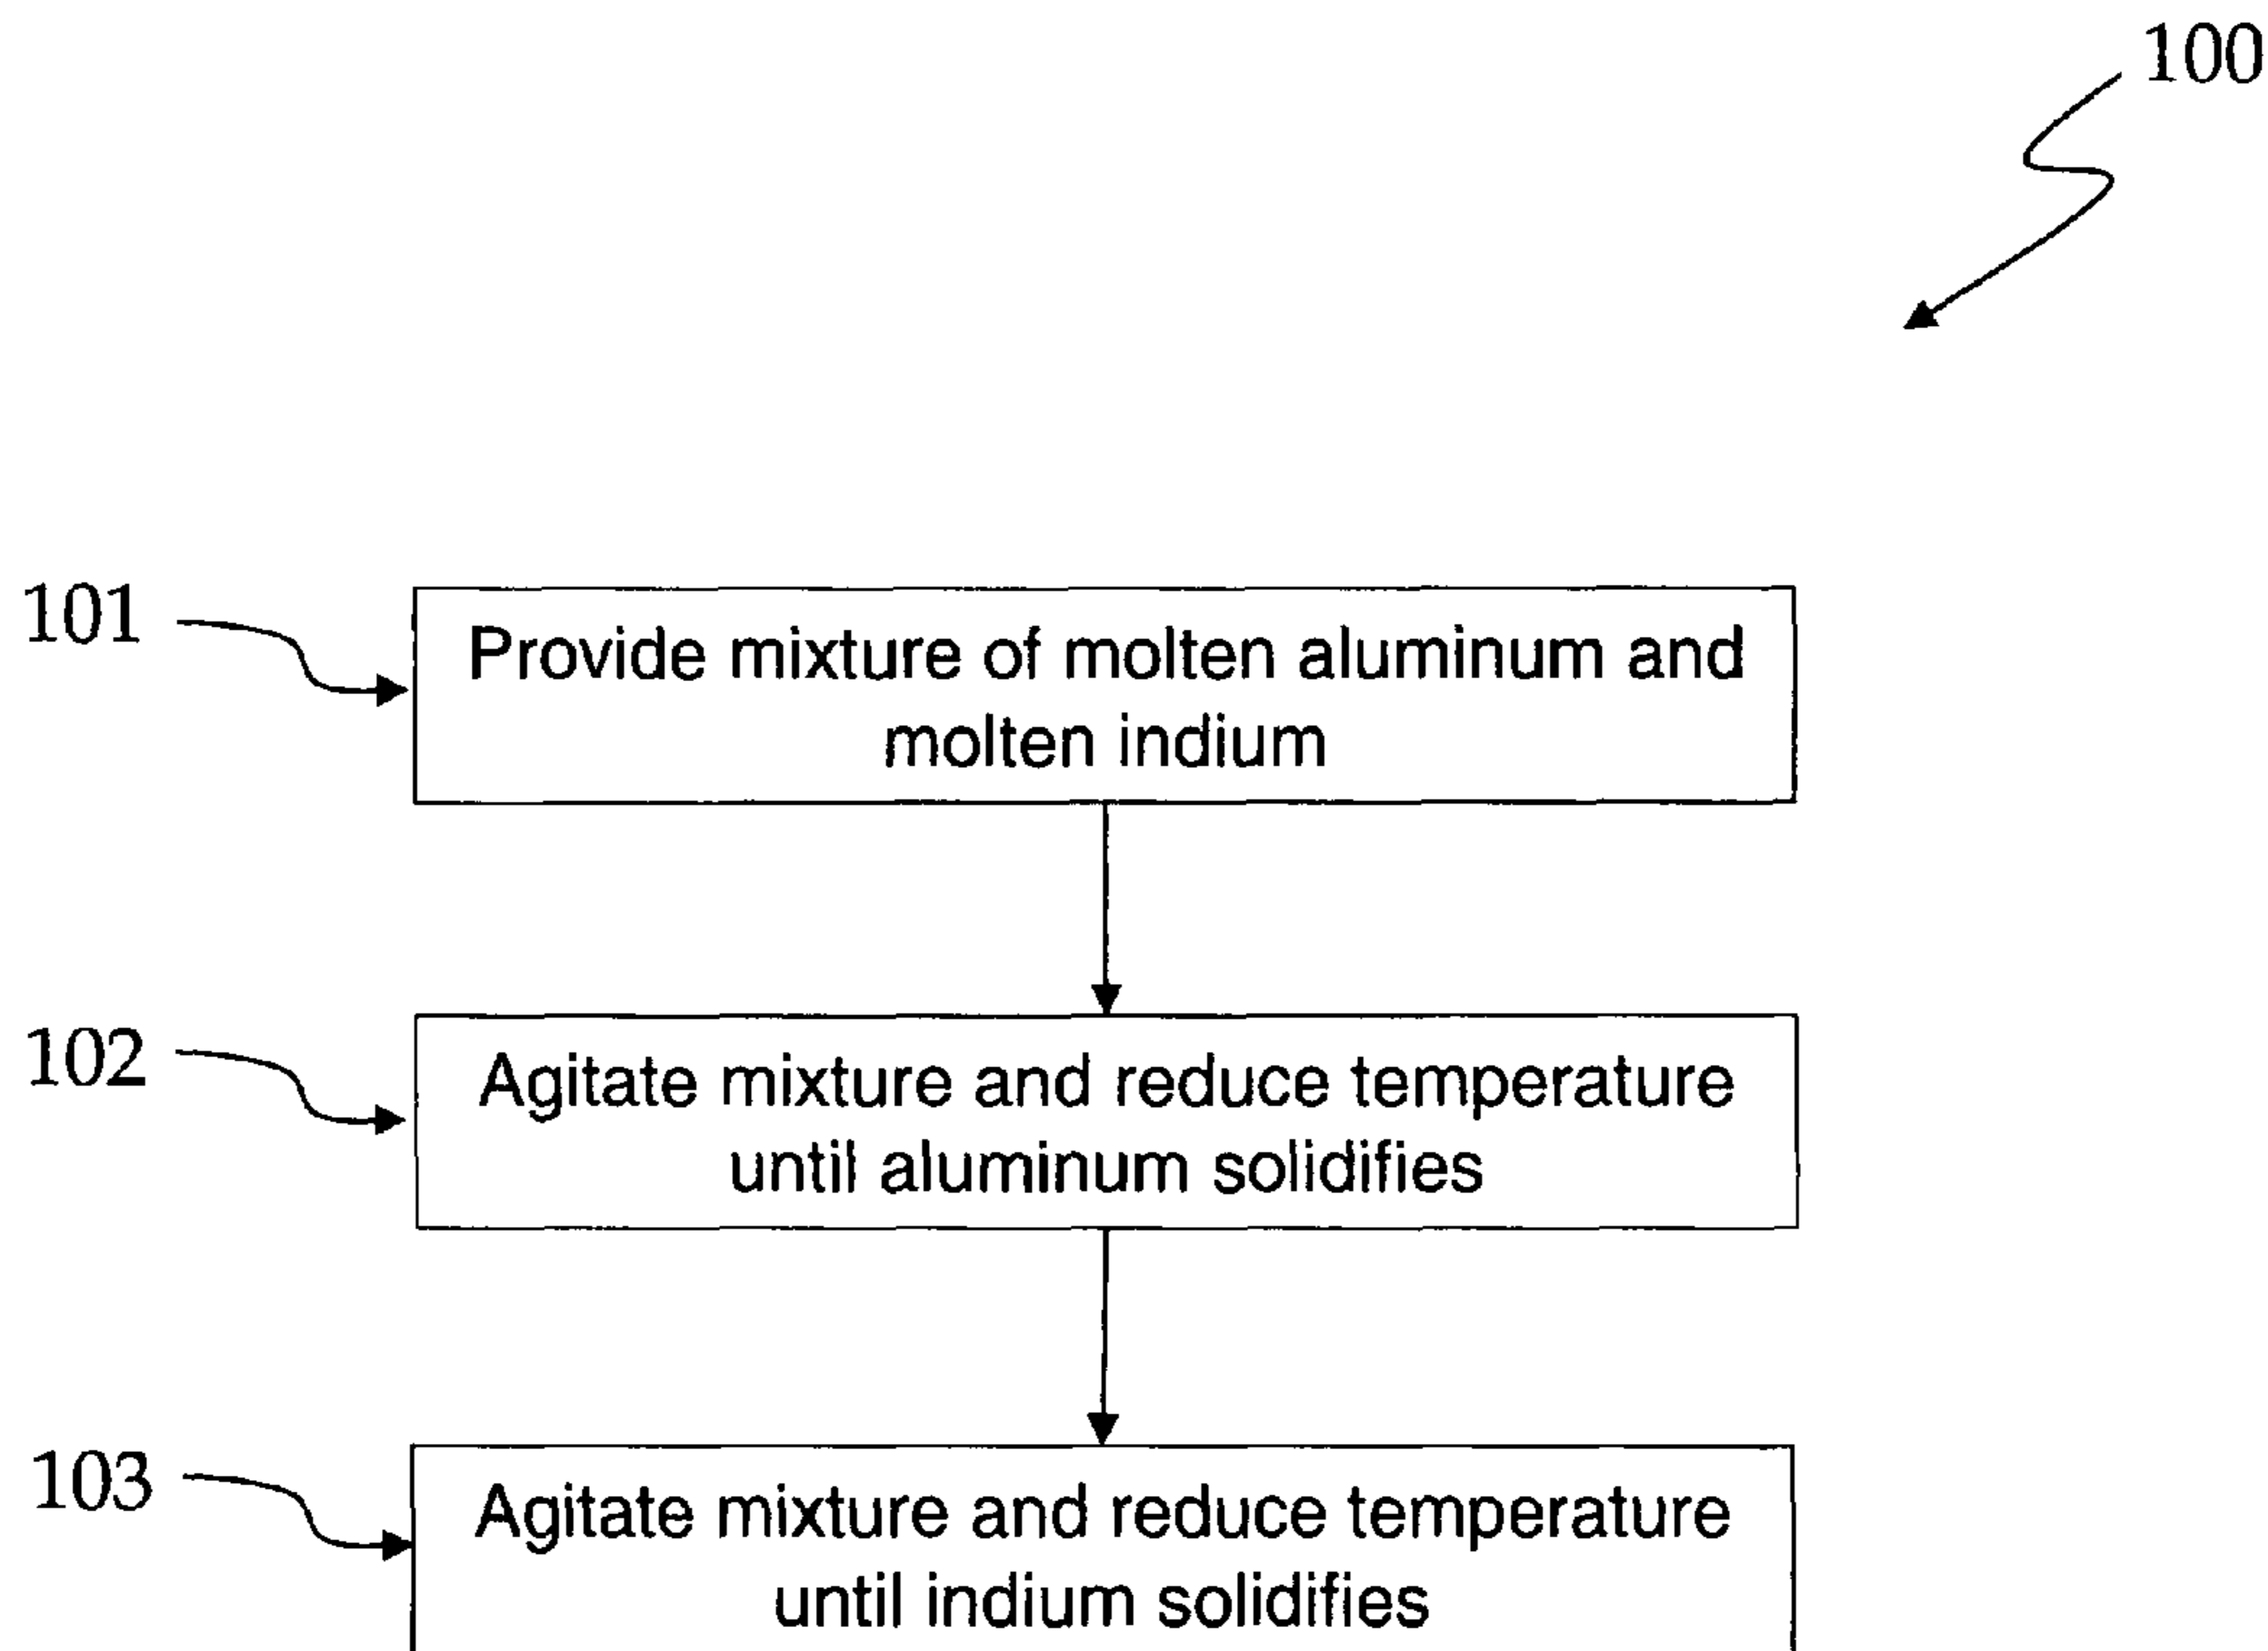 100
101
Provide mixture of molten aluminum and
molten indium
102
Agitate mixture and reduce temperature
until aluminum solidifies
103
Agitate mixture and reduce temperature
until indium solidifies